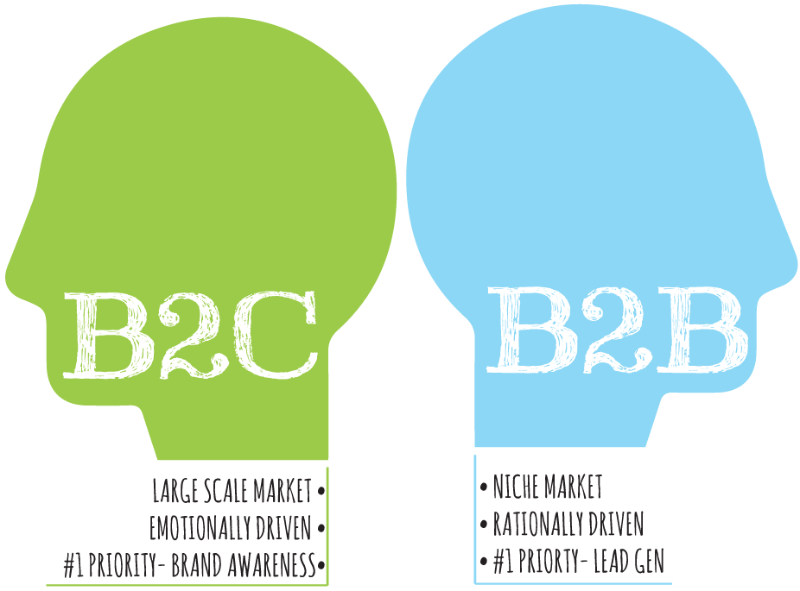 B2C
LARGE SCALE MARKET •
EMOTIONALLY DRIVEN •
#1 PRIORITY- BRAND AWARENESS•
B2B
• NICHE MARKET
• RATIONALLY DRIVEN
• #1 PRIORTY- LEAD GEN